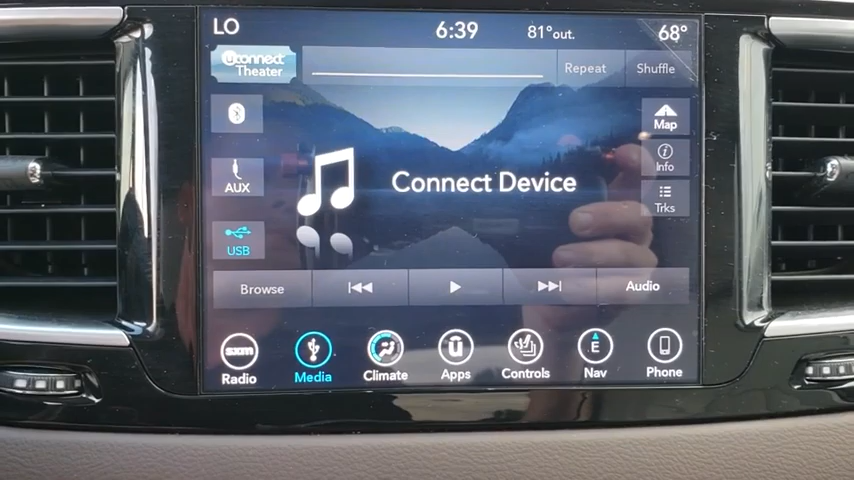 LO 6:39 81°out. 68°
uconnect Theater
Repeat Shuffle
Map
AUX
Connect Device
Info
Trks
USB
Browse Audio
sxm
E
Radio Media Climate Apps Controls Nav Phone